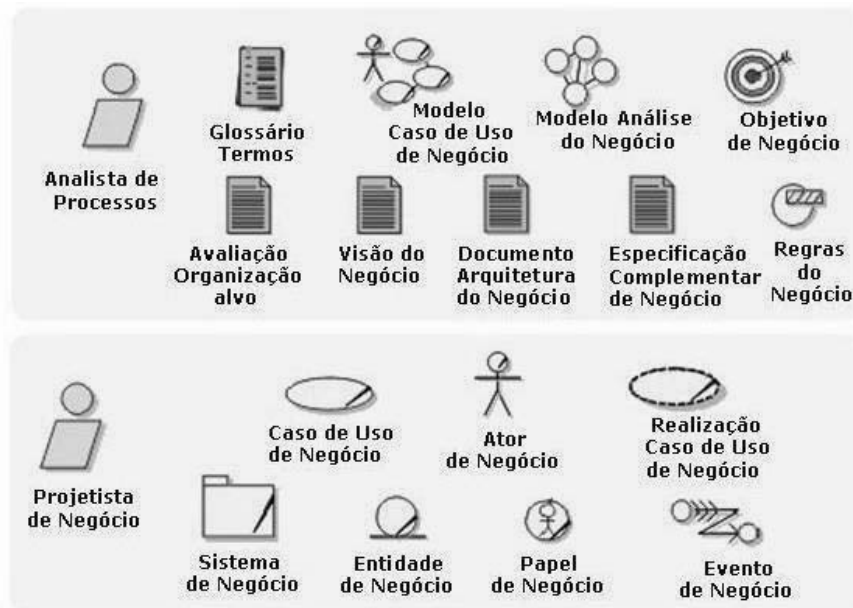 Analista de
Processos
Glossário
Termos
Modelo
Caso de Uso
de Negócio
Modelo Análise
do Negócio
Objetivo
de Negócio
Avaliação
Organização
alvo
Visão do
Negócio
Documento
Arquitetura
do Negócio
Especificação
Complementar
de Negócio
Regras
do
Negócio
Projetista
de Negócio
Caso de Uso
de Negócio
Ator
de Negócio
Realização
Caso de Uso
de Negócio
Sistema
de Negócio
Entidade
de Negócio
Papel
de Negócio
Evento
de Negócio